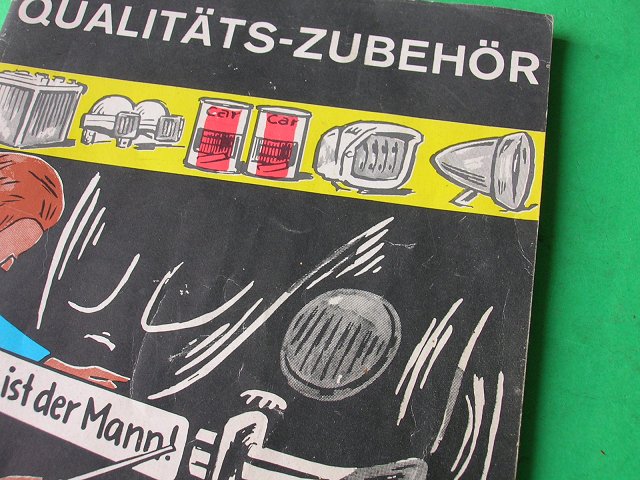 QUALITÄTS-ZUBEHÖR
car car
ist der Mann!